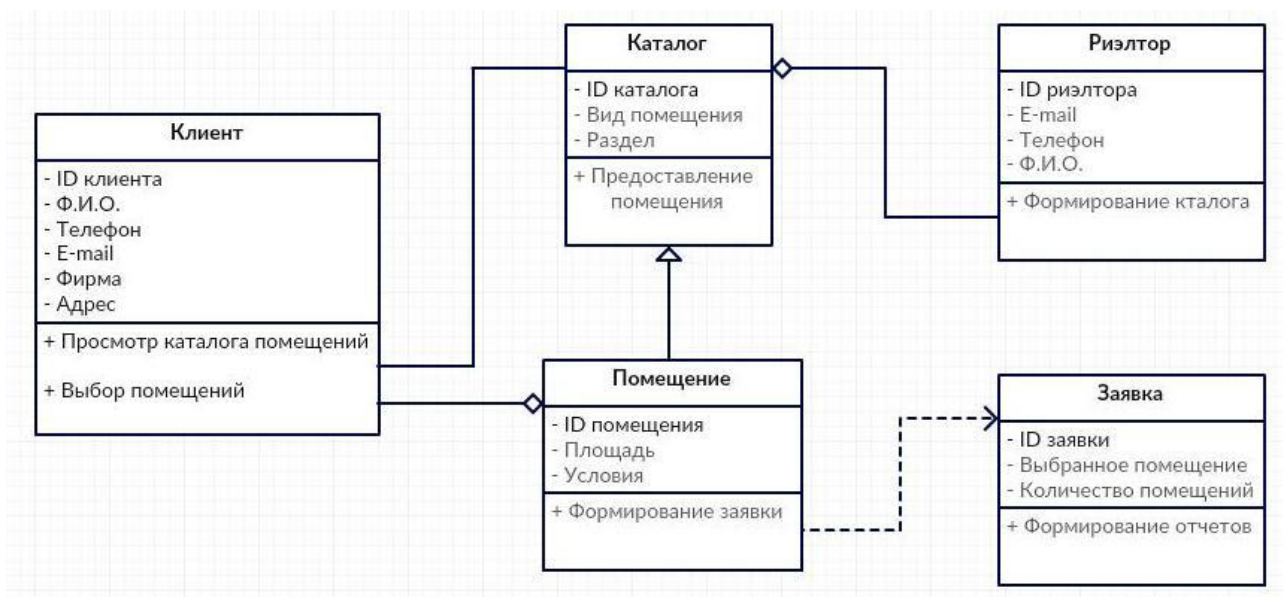 Клиент
- ID клиента
- Ф.И.О.
- Телефон
- E-mail
- Фирма
- Адрес
+ Просмотр каталога помещений
+ Выбор помещений
Каталог
- ID каталога
- Вид помещения
- Раздел
+ Предоставление
помещения
Риэлтор
- ID риэлтора
- E-mail
- Телефон
- Ф.И.О.
+ Формирование кталога
Помещение
- ID помещения
- Площадь
- Условия
+ Формирование заявки
Заявка
- ID заявки
- Выбранное помещение
- Количество помещений
+ Формирование отчетов